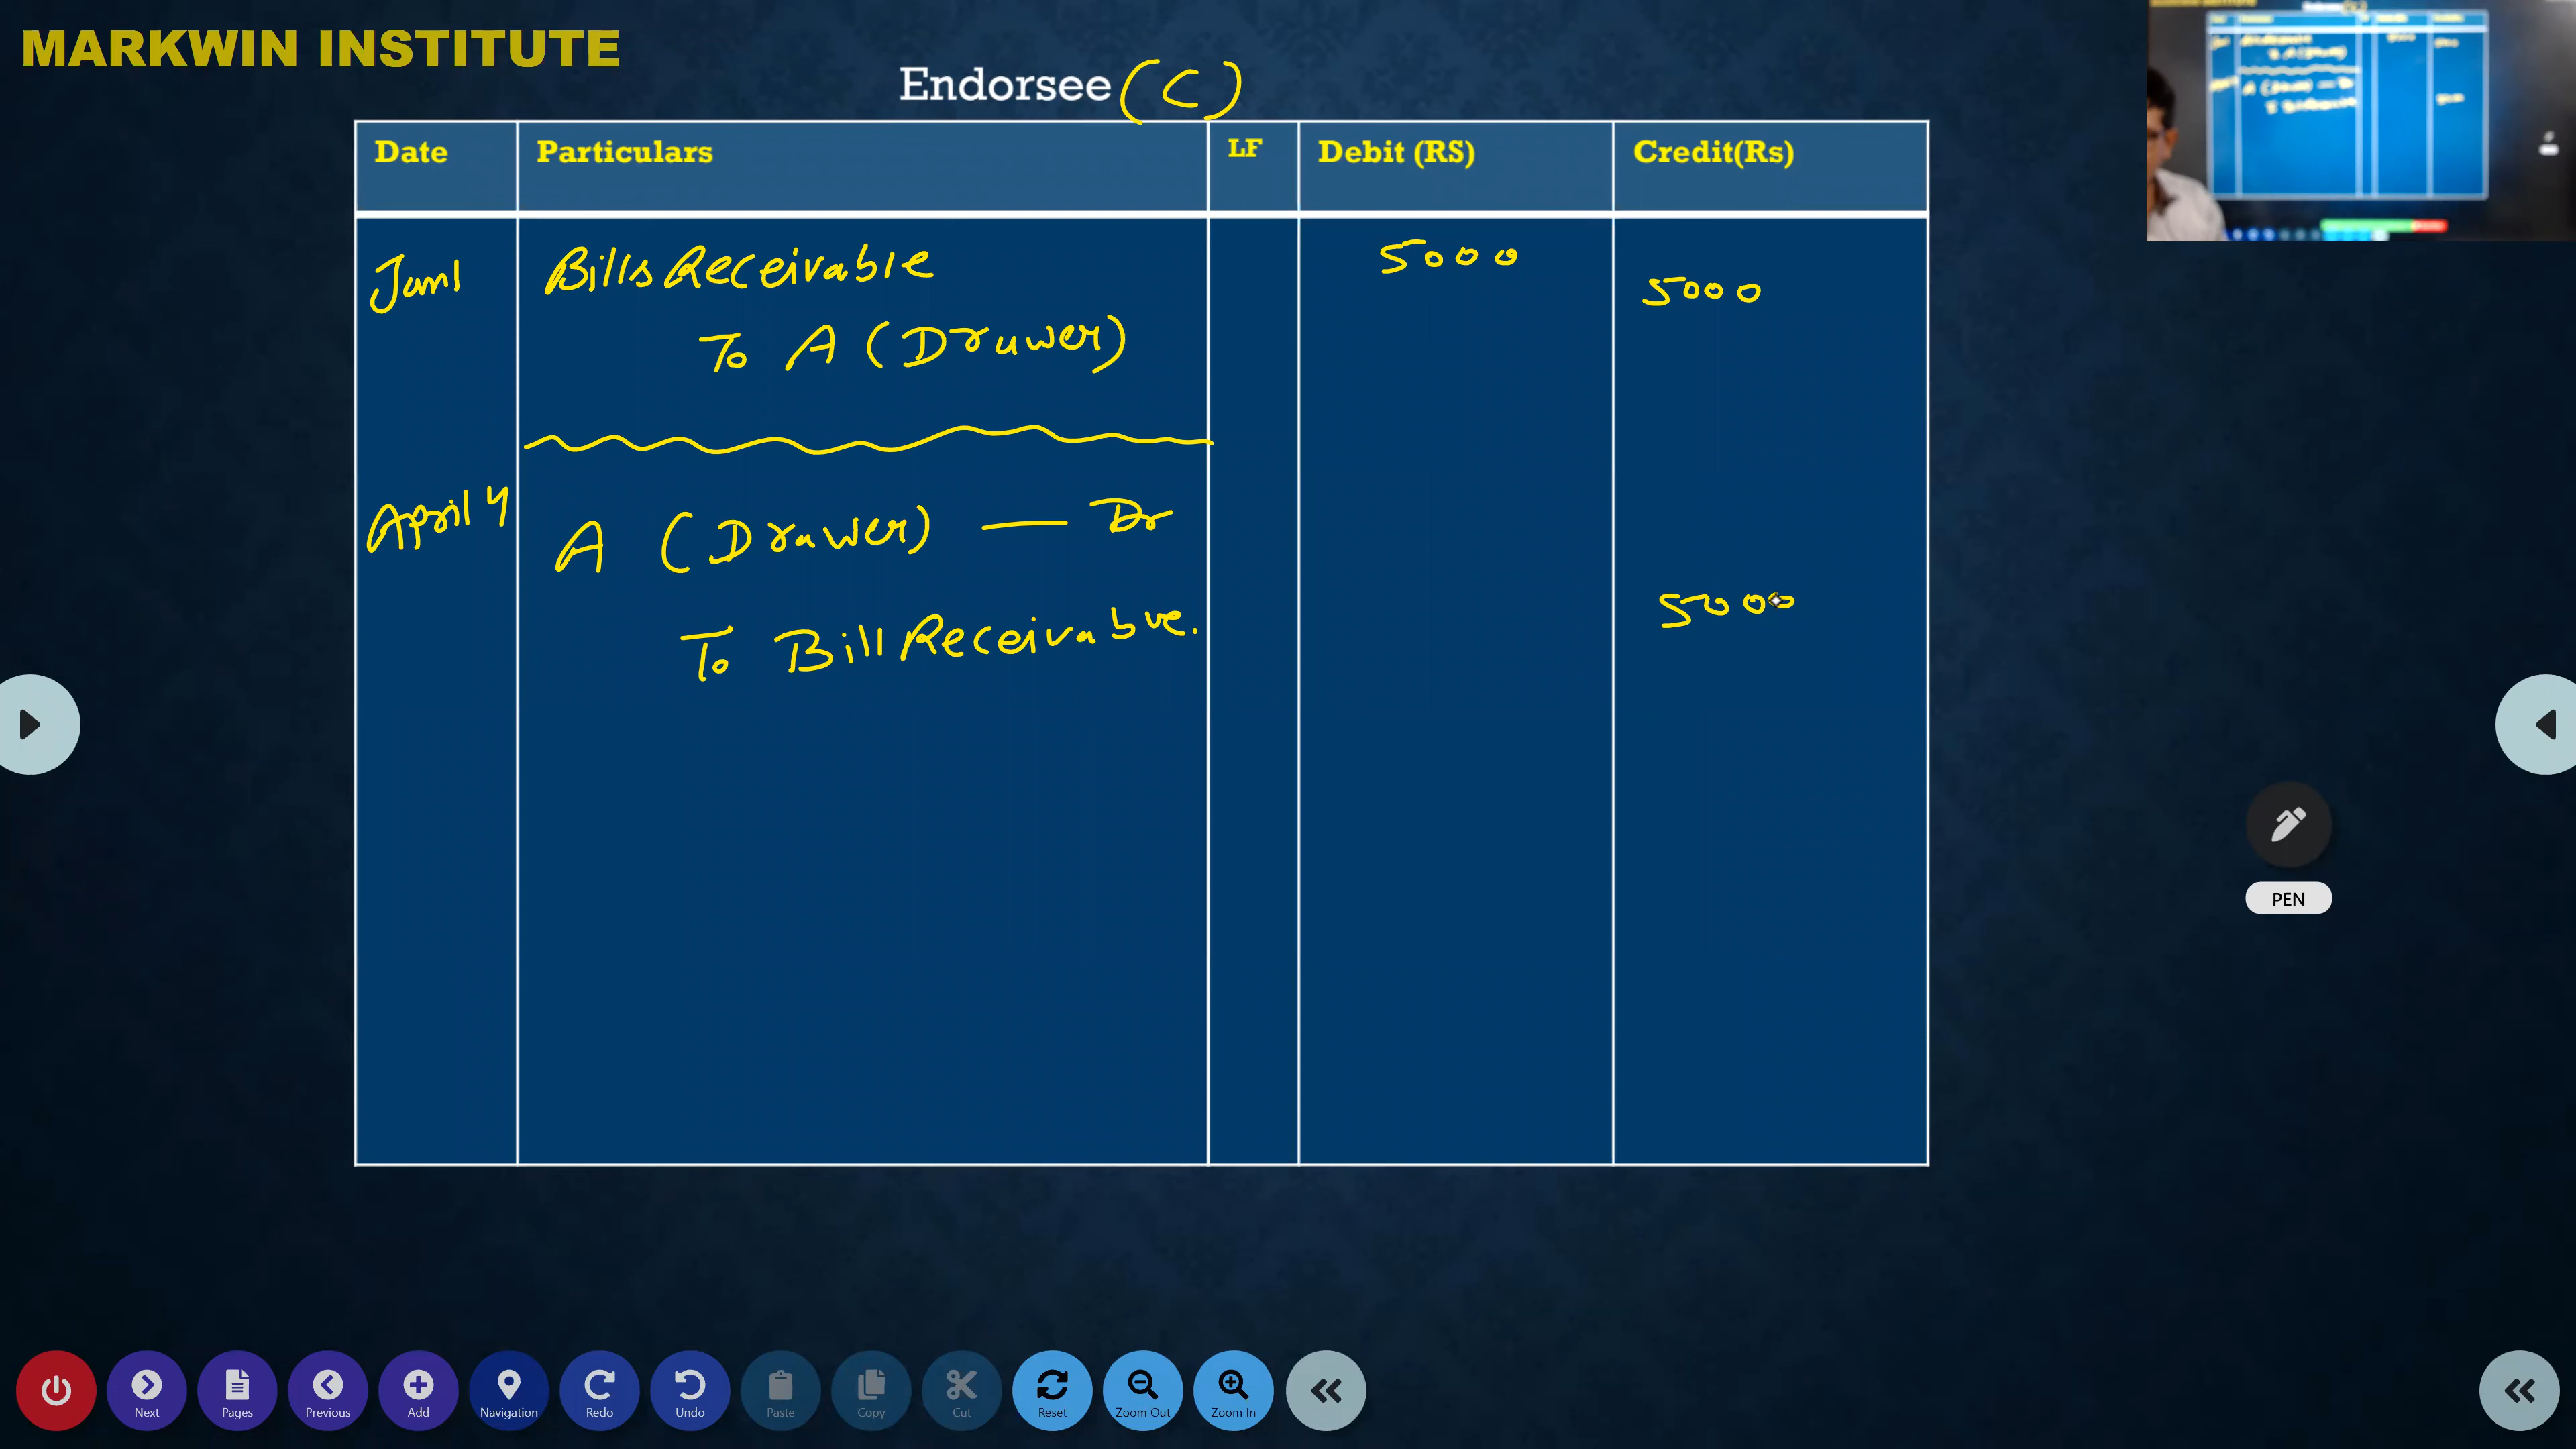 MARKWIN INSTITUTE
Endorsee (C)
Date Particulars LF Debit (RS) Credit(Rs)
Jan1 Bills Receivable 5000
To A (Drawer) 5000
April 4 A (Drawer) — Dr
To Bill Receivable. 5000
PEN
Next Pages Previous Add Navigation Redo Undo Paste Copy Cut Reset Zoom Out Zoom In